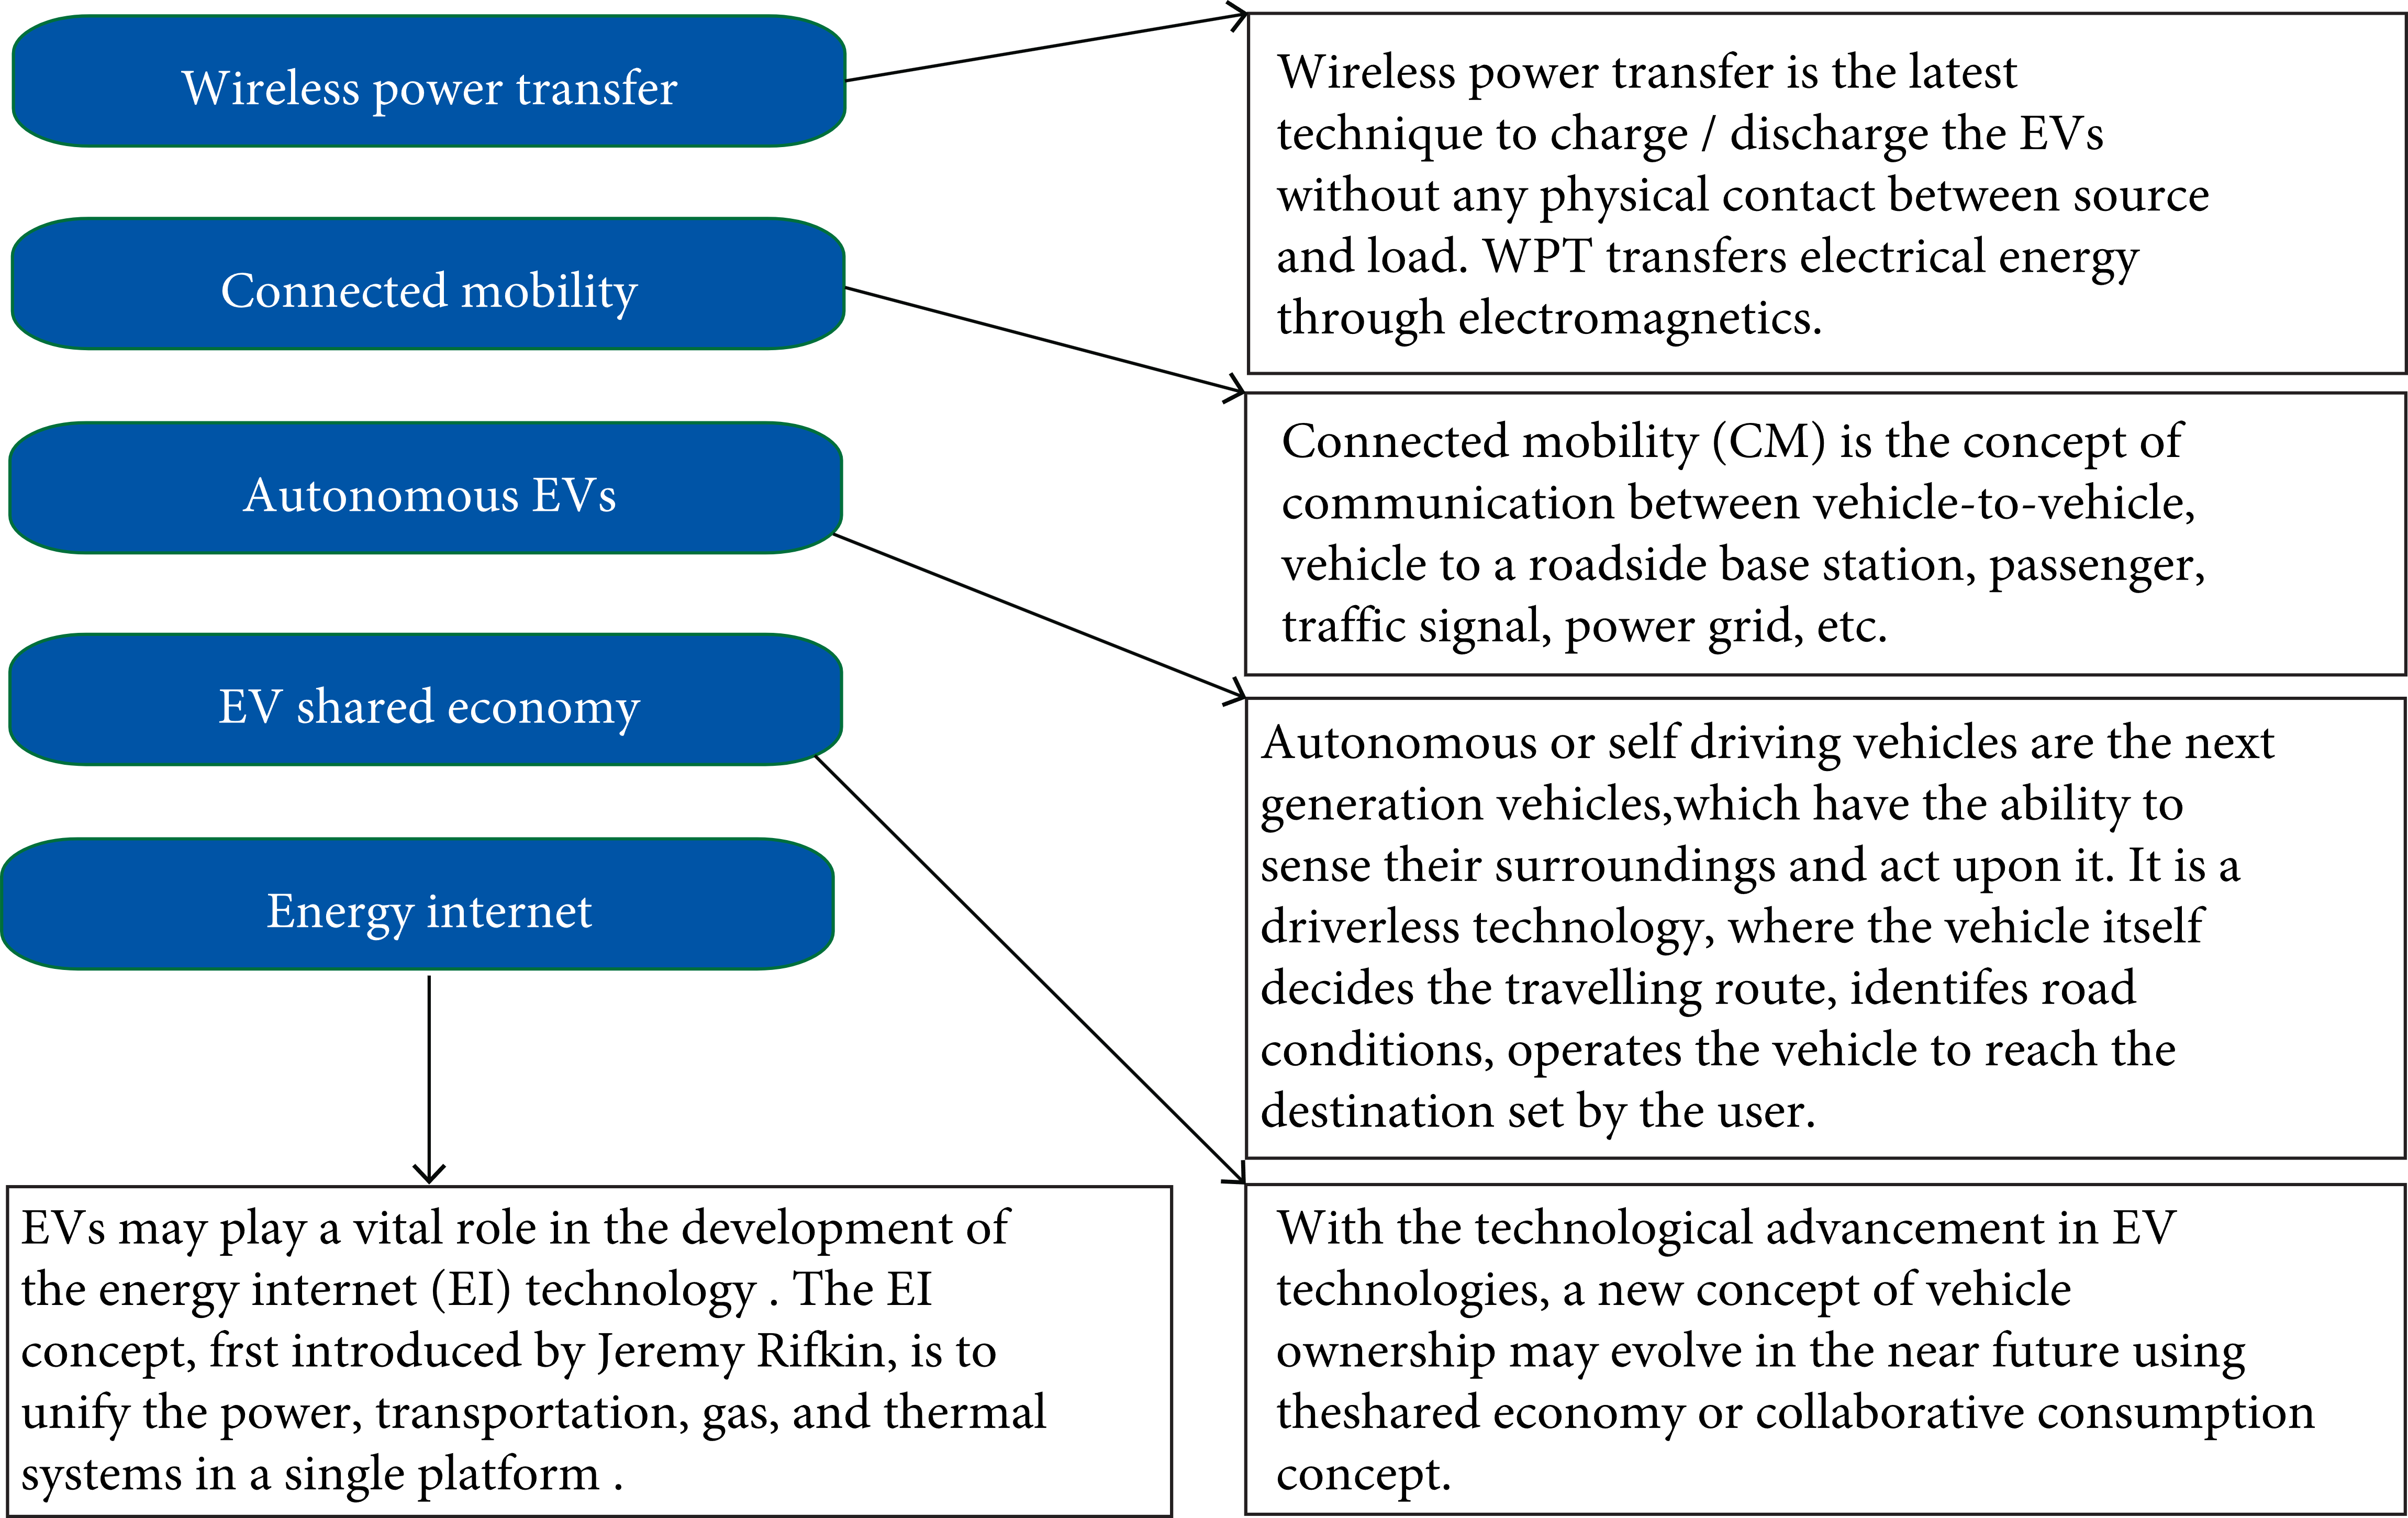 Wireless power transfer
Connected mobility
Autonomous EVs
EV shared economy
Energy internet
Wireless power transfer is the latest
technique to charge / discharge the EVs
without any physical contact between source
and load. WPT transfers electrical energy
through electromagnetics.
Connected mobility (CM) is the concept of
communication between vehicle-to-vehicle,
vehicle to a roadside base station, passenger,
traffic signal, power grid, etc.
Autonomous or self driving vehicles are the next
generation vehicles,which have the ability to
sense their surroundings and act upon it. It is a
driverless technology, where the vehicle itself
decides the travelling route, identifes road
conditions, operates the vehicle to reach the
destination set by the user.
EVs may play a vital role in the development of
the energy internet (EI) technology . The EI
concept, frst introduced by Jeremy Rifkin, is to
unify the power, transportation, gas, and thermal
systems in a single platform .
With the technological advancement in EV
technologies, a new concept of vehicle
ownership may evolve in the near future using
theshared economy or collaborative consumption
concept.